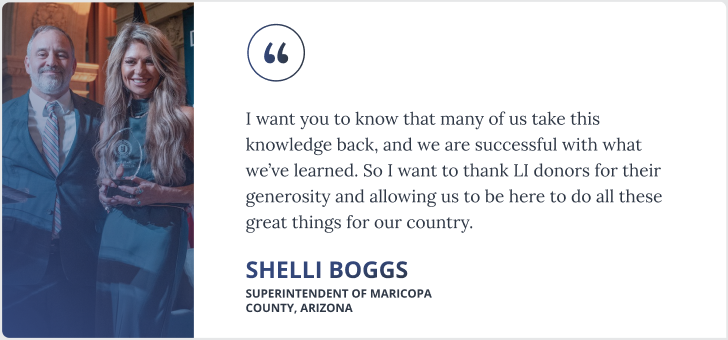 “
I want you to know that many of us take this
knowledge back, and we are successful with what
we’ve learned. So I want to thank LI donors for their
generosity and allowing us to be here to do all these
great things for our country.
SHELLI BOGGS
SUPERINTENDENT OF MARICOPA
COUNTY, ARIZONA